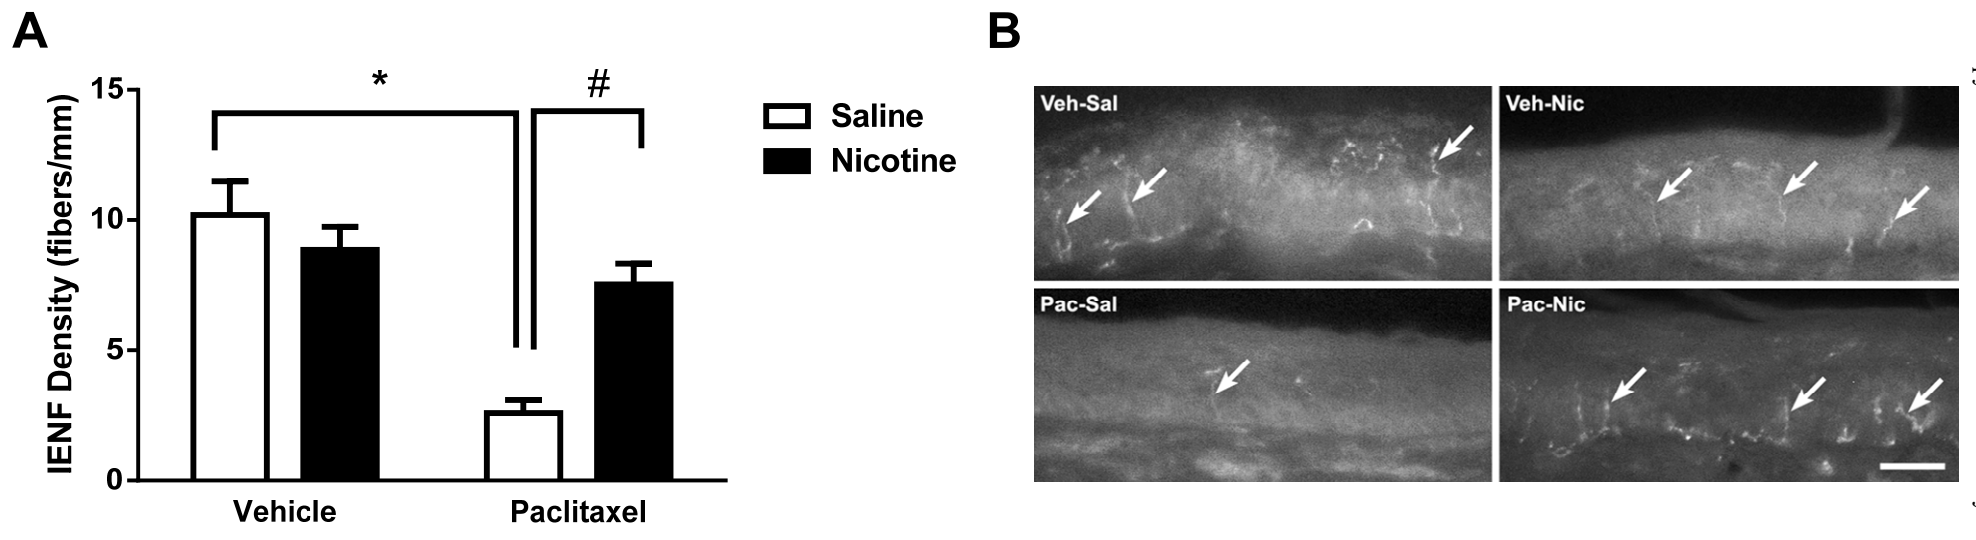 A
B
IENF Density (fibers/mm)
15
10
5
0
*
#
Saline
Nicotine
Vehicle
Paclitaxel
Veh-Sal
Veh-Nic
Pac-Sal
Pac-Nic